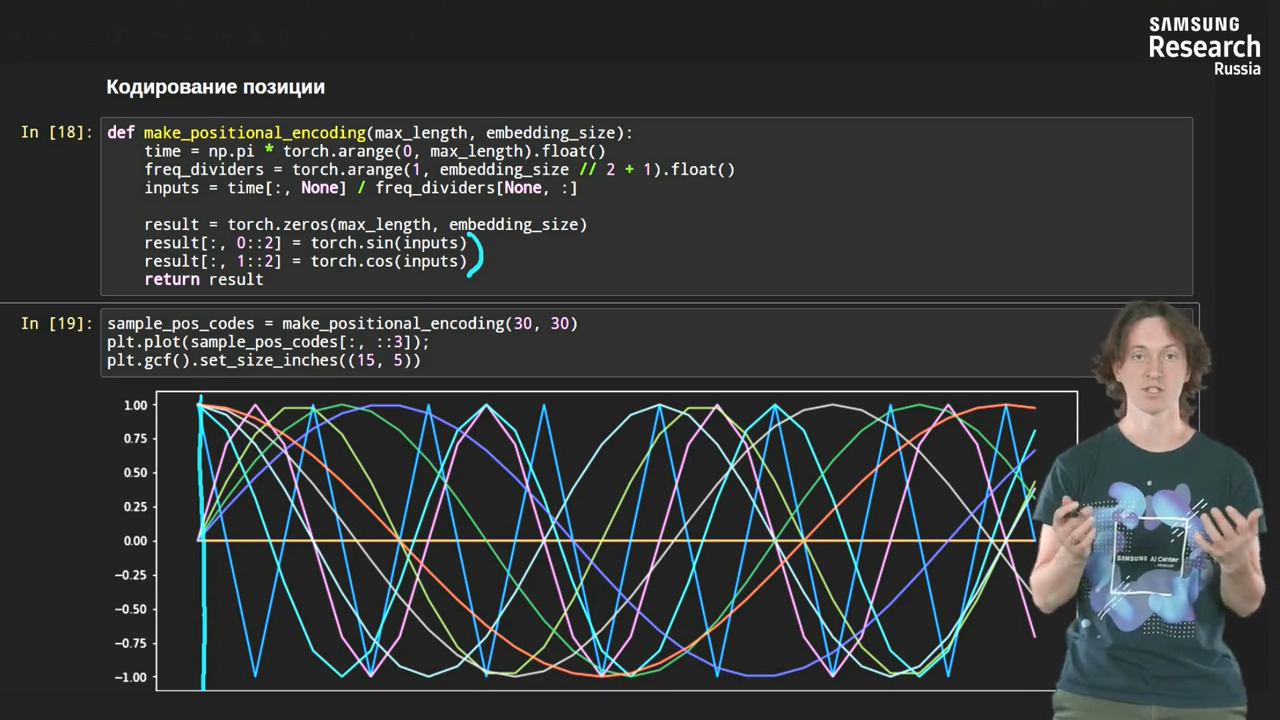 SAMSUNG
Research
Russia
Кодирование позиции
In [18]:
def make_positional_encoding(max_length, embedding_size):
    time = np.pi * torch.arange(0, max_length).float()
    freq_dividers = torch.arange(1, embedding_size // 2 + 1).float()
    inputs = time[:, None] / freq_dividers[None, :]
    result = torch.zeros(max_length, embedding_size)
    result[:, 0::2] = torch.sin(inputs)
    result[:, 1::2] = torch.cos(inputs)
    return result
In [19]:
sample_pos_codes = make_positional_encoding(30, 30)
plt.plot(sample_pos_codes[:, ::3]);
plt.gcf().set_size_inches((15, 5))
1.00
0.75
0.50
0.25
0.00
−0.25
−0.50
−0.75
−1.00
SAMSUNG AI Center